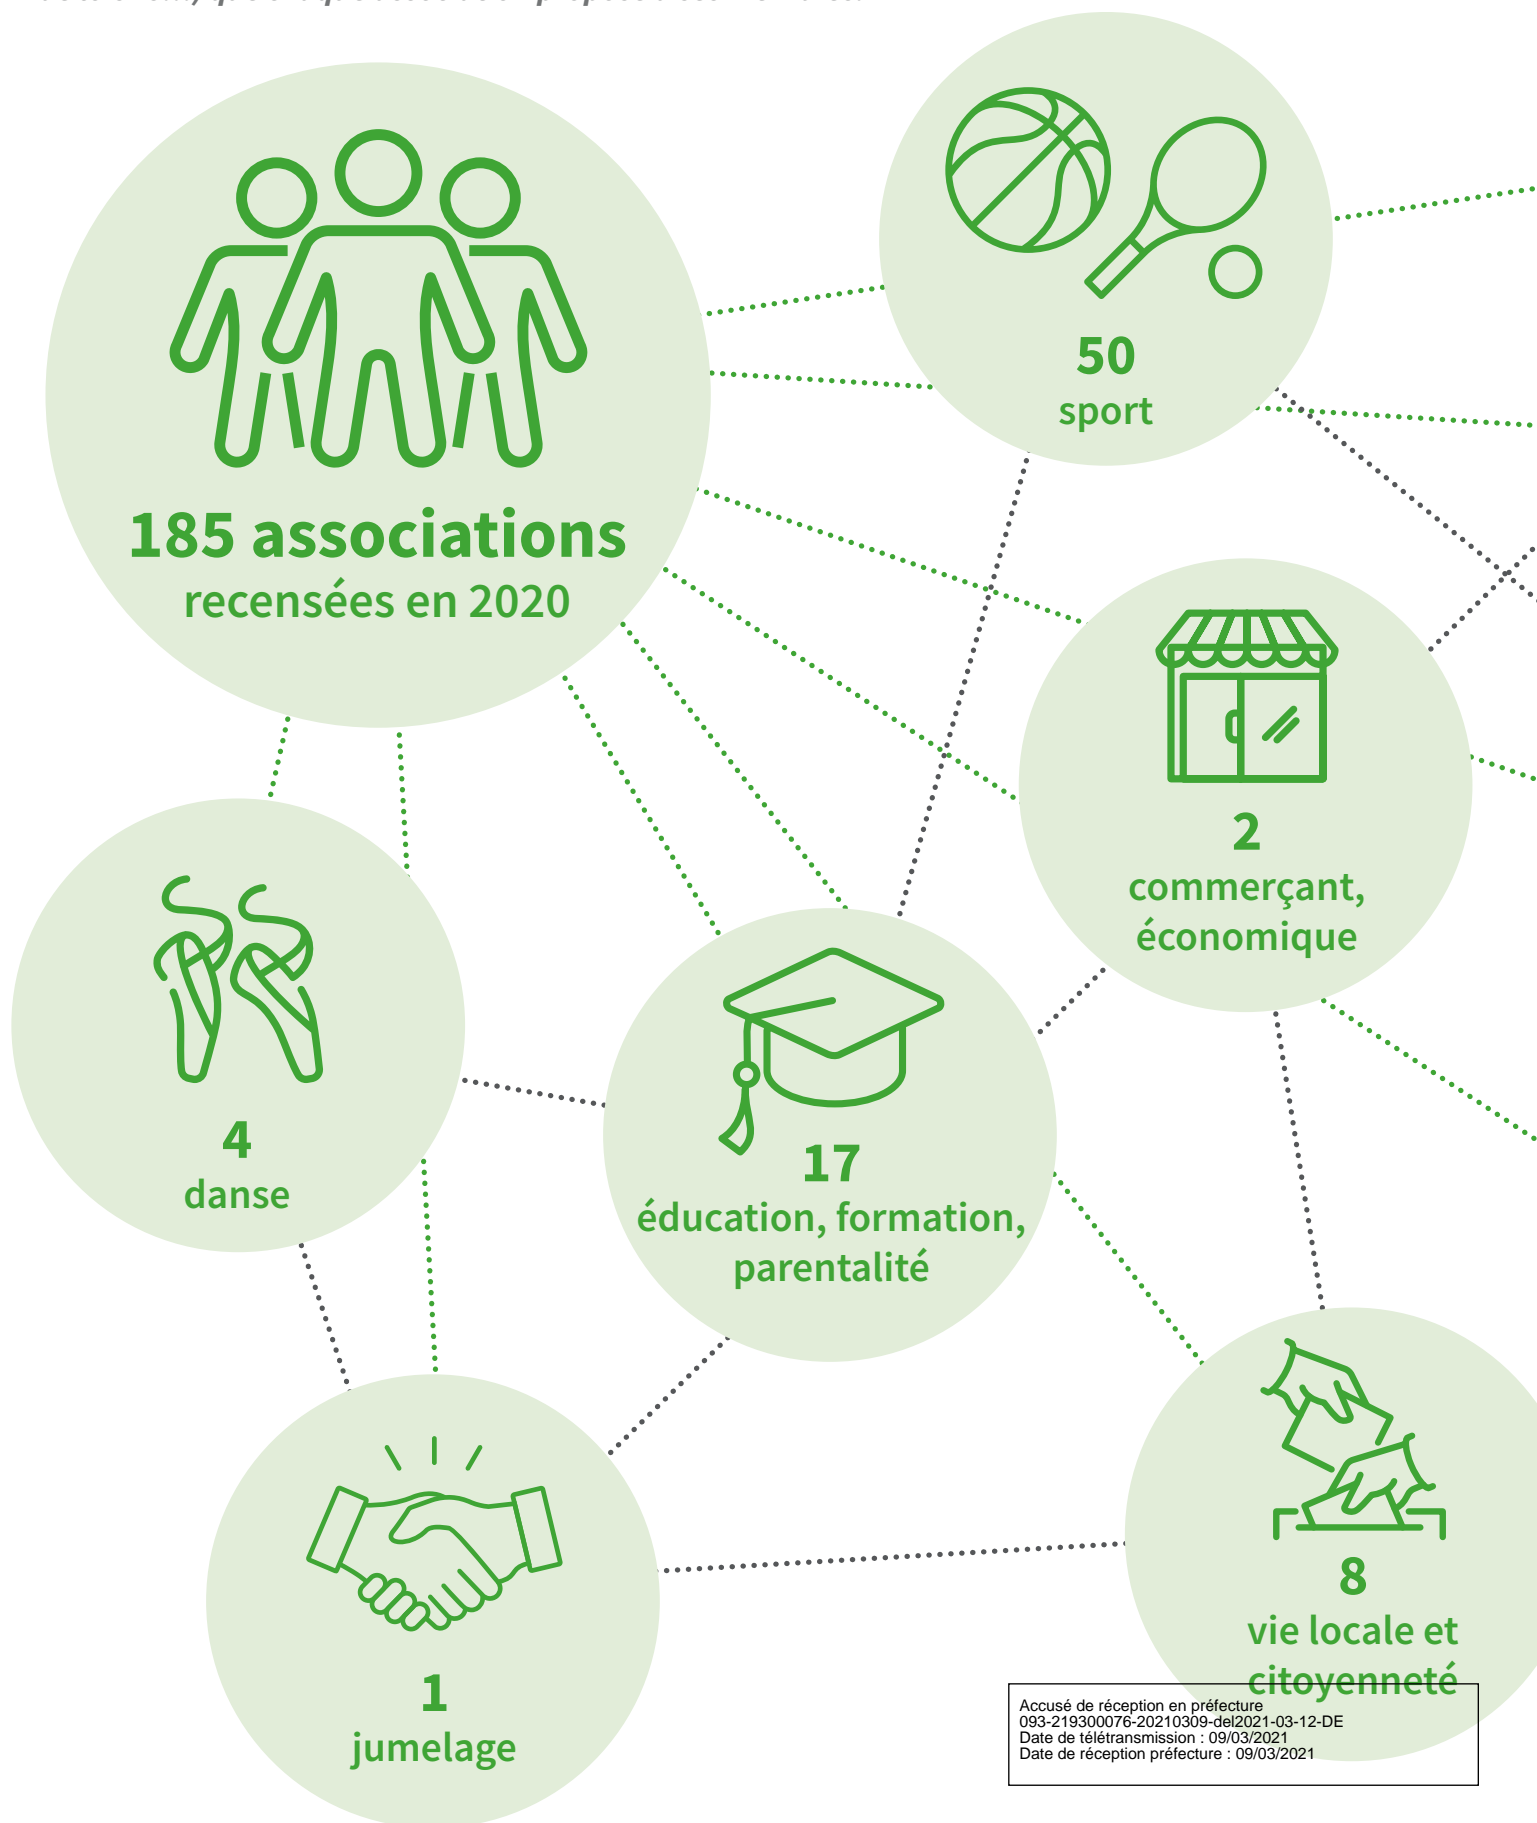 50
sport
185 associations
recensées en 2020
2
commerçant,
économique
4
danse
17
éducation, formation,
parentalité
8
vie locale et
citoyenneté
1
jumelage
Accusé de réception en préfecture
093-219300076-20210309-del2021-03-12-DE
Date de télétransmission : 09/03/2021
Date de réception préfecture : 09/03/2021